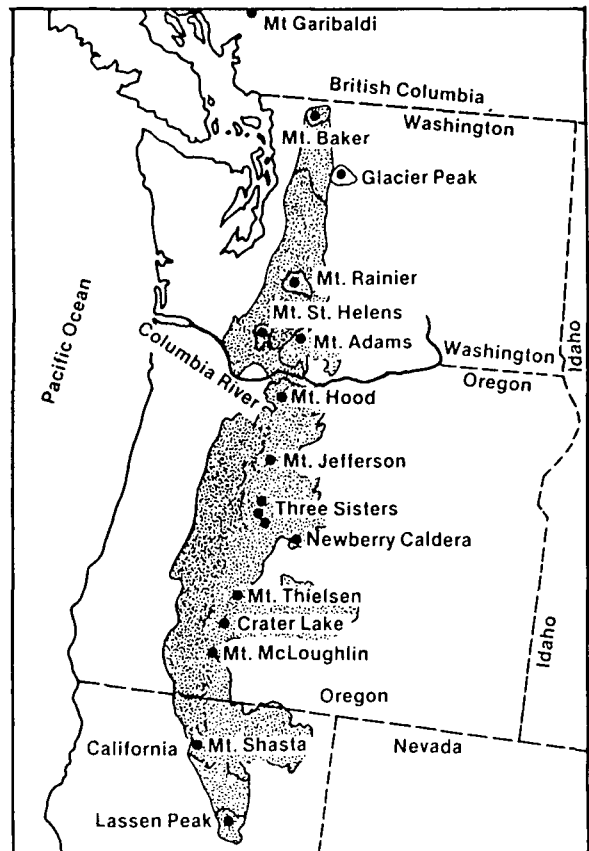 Mt Garibaldi
British Columbia
Washington
Mt. Baker
Glacier Peak
Mt. Rainier
Mt. St. Helens
Mt. Adams
Pacific Ocean
Columbia River
Washington
Oregon
Idaho
Mt. Hood
Mt. Jefferson
Three Sisters
Newberry Caldera
Mt. Thielsen
Crater Lake
Mt. McLoughlin
Idaho
Oregon
California
Mt. Shasta
Nevada
Lassen Peak